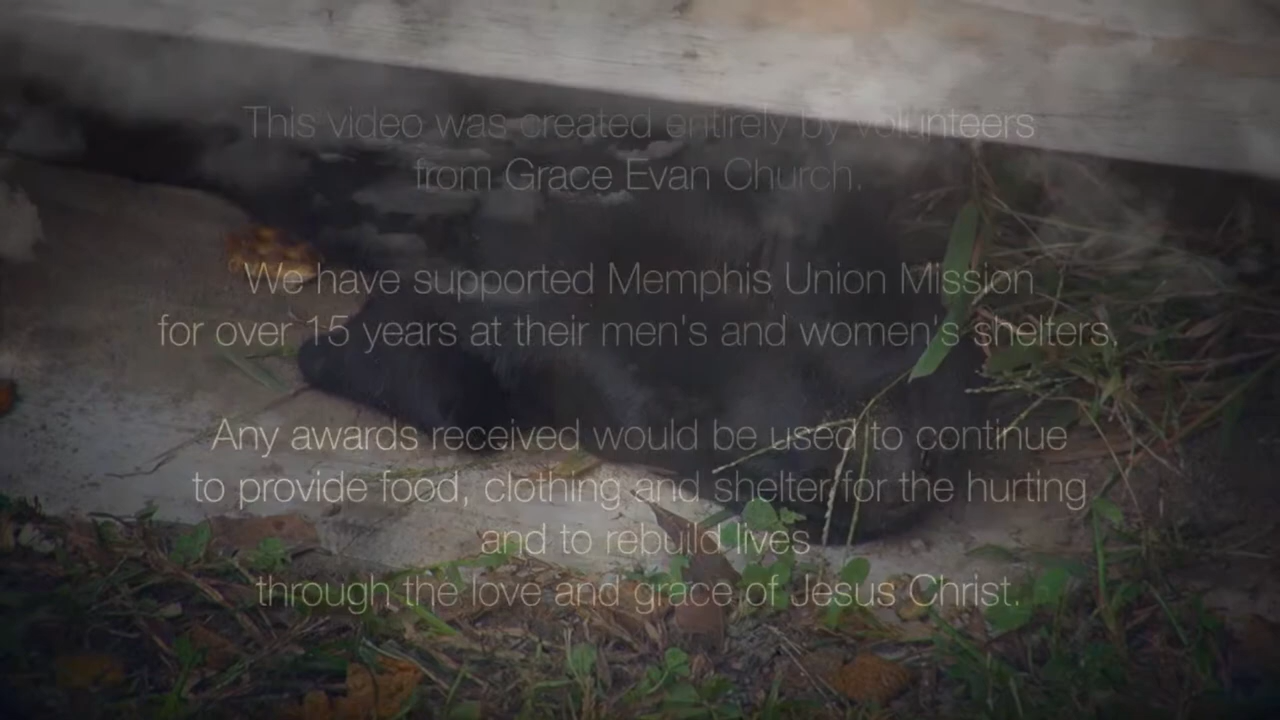 This video was created entirely by volunteers
from Grace Evan Church.
We have supported Memphis Union Mission
for over 15 years at their men's and women's shelters.
Any awards received would be used to continue
to provide food, clothing and shelter for the hurting
and to rebuild lives
through the love and grace of Jesus Christ.